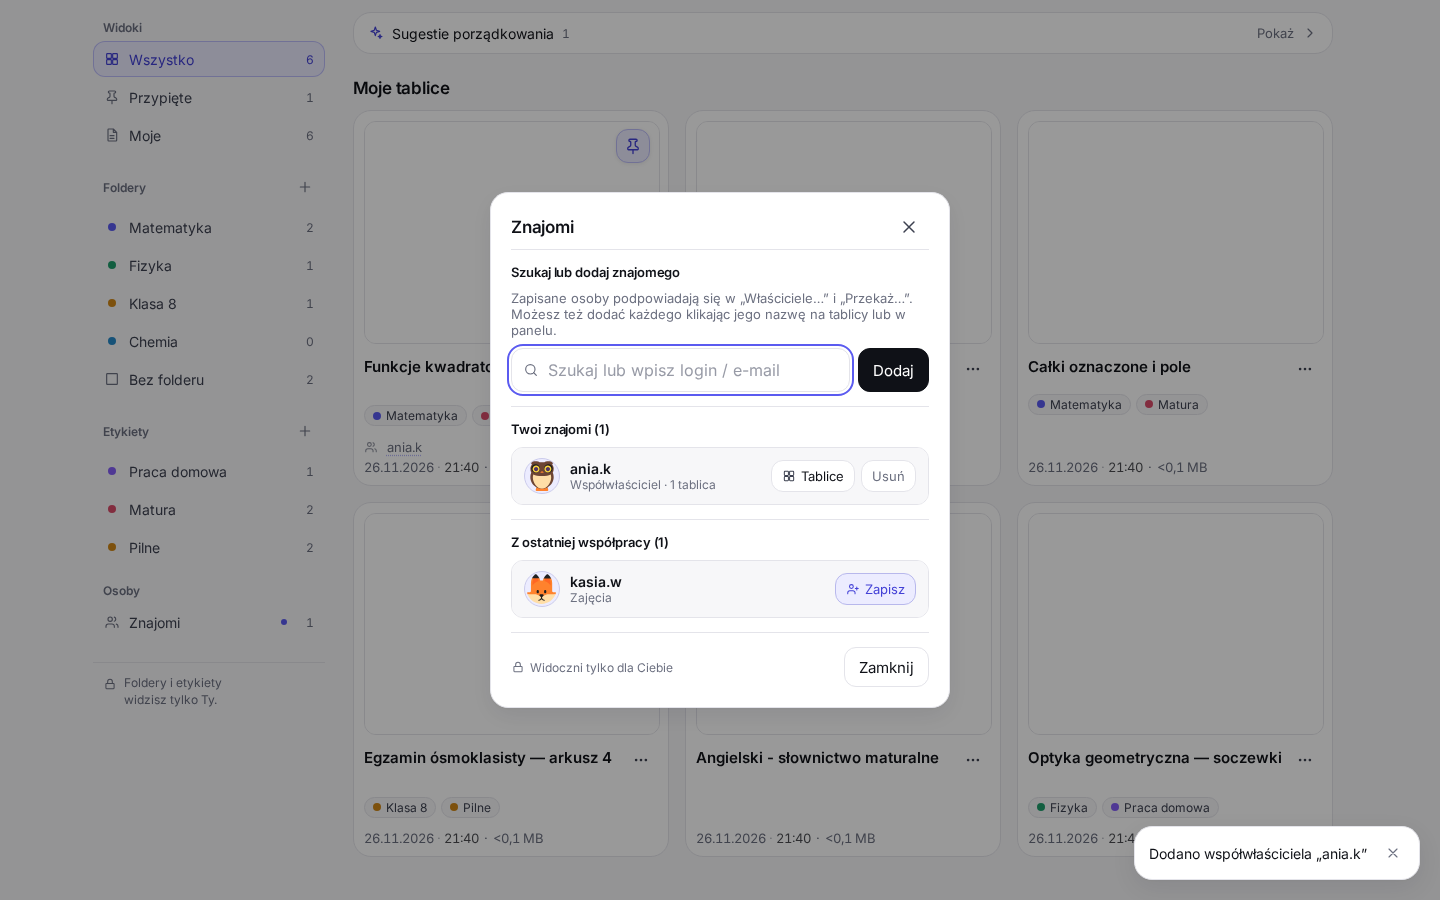 Widoki
Wszystko 6
Przypięte 1
Moje 6
Foldery
Matematyka 2
Fizyka 1
Klasa 8 1
Chemia 0
Bez folderu 2
Etykiety
Praca domowa 1
Matura 2
Pilne 2
Osoby
Znajomi 1
Foldery i etykiety
widzisz tylko Ty.
Sugestie porządkowania 1
Pokaż
Moje tablice
Funkcje kwadrato
Matematyka
ania.k
26.11.2026 · 21:40 ·
Całki oznaczone i pole
Matematyka
Matura
26.11.2026 · 21:40 · <0,1 MB
Egzamin ósmoklasisty — arkusz 4
Klasa 8
Pilne
26.11.2026 · 21:40 · <0,1 MB
Angielski - słownictwo maturalne
26.11.2026 · 21:40 · <0,1 MB
Optyka geometryczna — soczewki
Fizyka
Praca domowa
26.11.2026 · 21:4
Znajomi
Szukaj lub dodaj znajomego
Zapisane osoby podpowiadają się w „Właściciele…” i „Przekaż…”.
Możesz też dodać każdego klikając jego nazwę na tablicy lub w
panelu.
Szukaj lub wpisz login / e-mail
Dodaj
Twoi znajomi (1)
ania.k
Współwłaściciel · 1 tablica
Tablice
Usuń
Z ostatniej współpracy (1)
kasia.w
Zajęcia
Zapisz
Widoczni tylko dla Ciebie
Zamknij
Dodano współwłaściciela „ania.k”